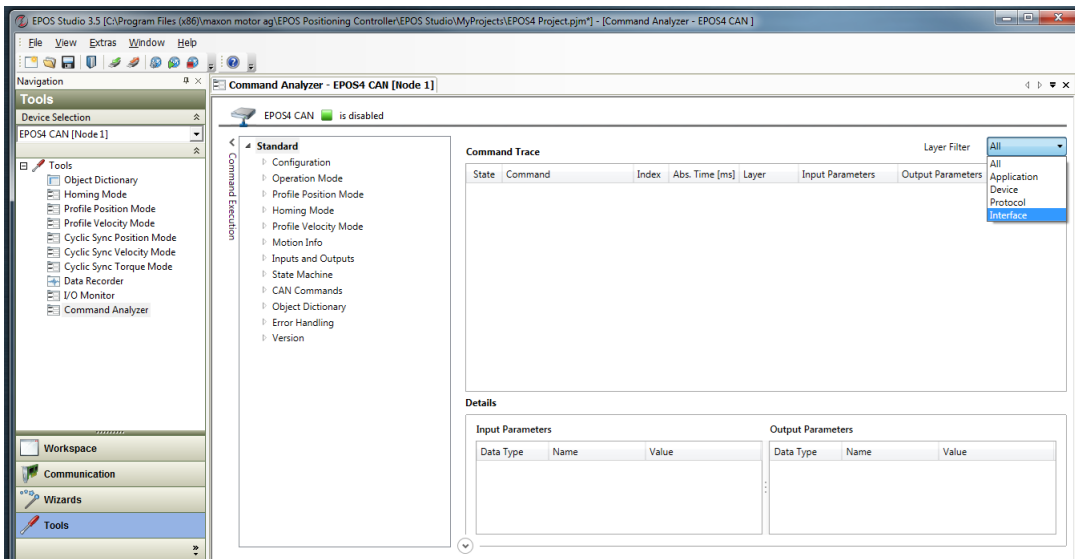 EPOS Studio 3.5 [C:\Program Files (x86)\maxon motor ag\EPOS Positioning Controller\EPOS Studio\MyProjects\EPOS4 Project.pjm*] - [Command Analyzer - EPOS4 CAN ]
File View Extras Window Help
Navigation
Command Analyzer - EPOS4 CAN [Node 1]
Tools
Device Selection
EPOS4 CAN [Node1]
Tools
Object Dictionary
Homing Mode
Profile Position Mode
Profile Velocity Mode
Cyclic Sync Position Mode
Cyclic Sync Velocity Mode
Cyclic Sync Torque Mode
Data Recorder
I/O Monitor
Command Analyzer
Workspace
Communication
Wizards
Tools
EPOS4 CAN is disabled
Command Execution
Standard
Configuration
Operation Mode
Profile Position Mode
Homing Mode
Profile Velocity Mode
Motion Info
Inputs and Outputs
State Machine
CAN Commands
Object Dictionary
Error Handling
Version
Command Trace
Layer Filter All
All
Application
Device
Protocol
Interface
State Command Index Abs. Time [ms] Layer Input Parameters Output Parameters
Details
Input Parameters
Data Type Name Value
Output Parameters
Data Type Name Value